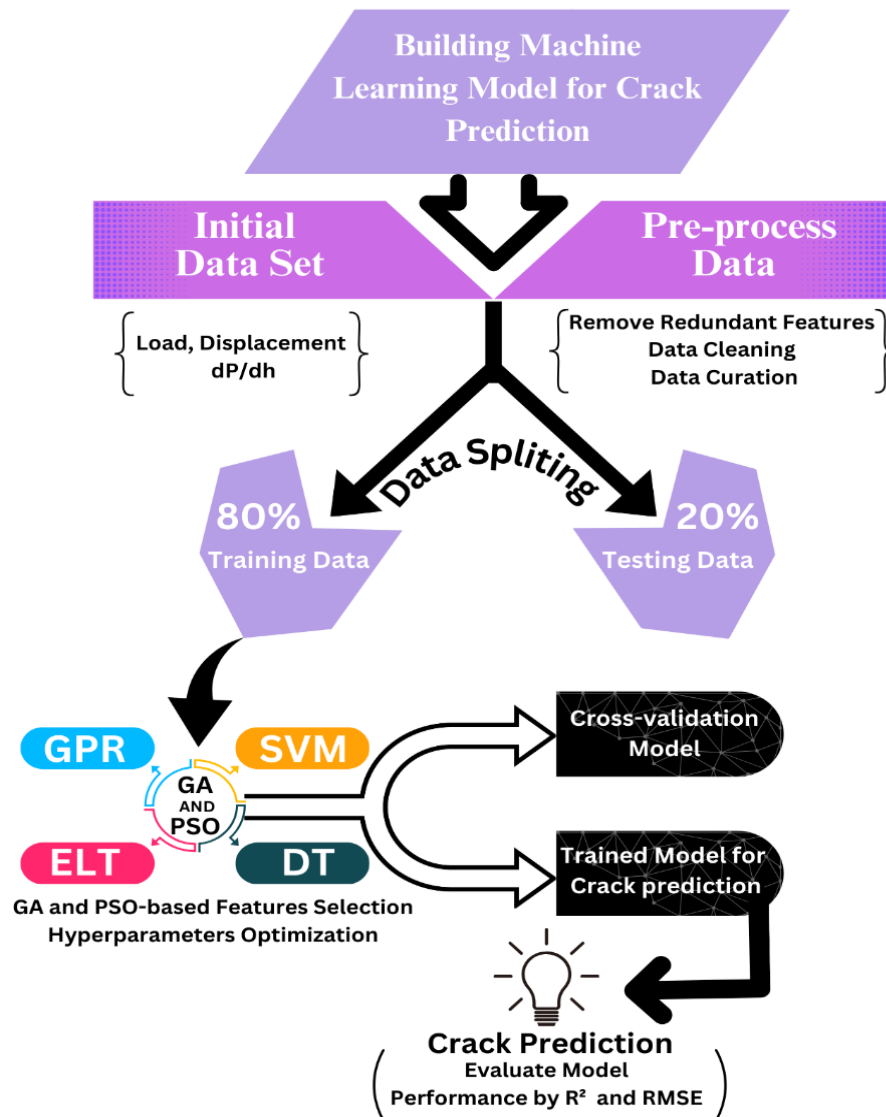 Building Machine
Learning Model for Crack
Prediction
Initial
Data Set
Pre-process
Data
Load, Displacement
dP/dh
Remove Redundant Features
Data Cleaning
Data Curation
Data Spliting
80%
Training Data
20%
Testing Data
GPR
SVM
GA
AND
PSO
ELT
DT
GA and PSO-based Features Selection
Hyperparameters Optimization
Cross-validation
Model
Trained Model for
Crack prediction
Crack Prediction
Evaluate Model
Performance by R² and RMSE